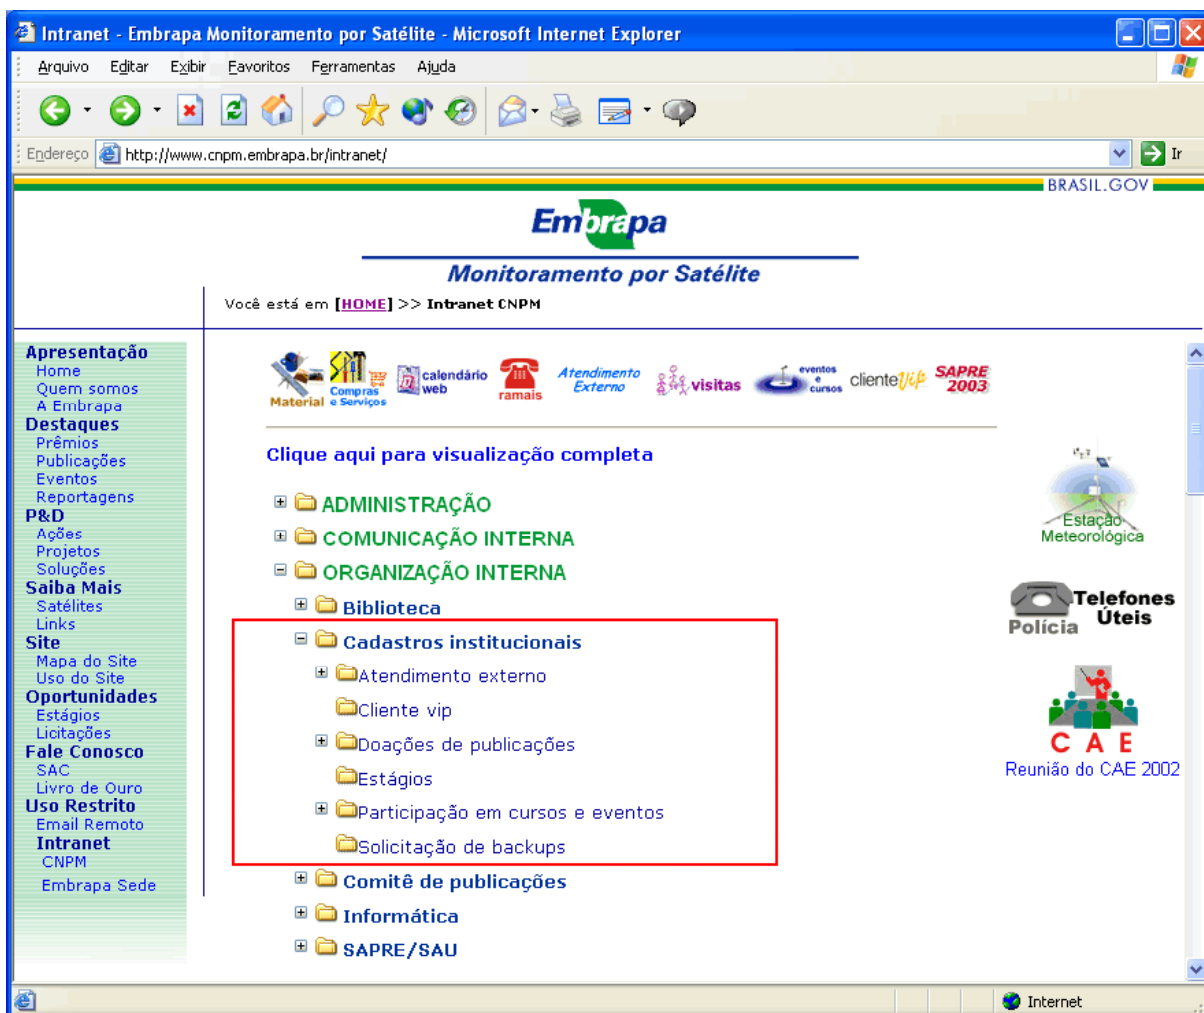 Intranet - Embrapa Monitoramento por Satélite - Microsoft Internet Explorer
Arquivo Editar Exibir Favoritos Ferramentas Ajuda
Endereço http://www.cnpm.embrapa.br/intranet/ Ir
BRASIL.GOV
Embrapa
Monitoramento por Satélite
Você está em [HOME] >> Intranet CNPM
Apresentação
Home
Quem somos
A Embrapa
Destaques
Prêmios
Publicações
Eventos
Reportagens
P&D
Ações
Projetos
Soluções
Saiba Mais
Satélites
Links
Site
Mapa do Site
Uso do Site
Oportunidades
Estágios
Licitações
Fale Conosco
SAC
Livro de Ouro
Uso Restrito
Email Remoto
Intranet
CNPM
Embrapa Sede
Material
Compras
e Serviços
calendário
web
ramais
Atendimento
Externo
visitas
eventos
e
cursos
clienteVip
SAPRE
2003
Clique aqui para visualização completa
ADMINISTRAÇÃO
COMUNICAÇÃO INTERNA
ORGANIZAÇÃO INTERNA
Biblioteca
Cadastros institucionais
Atendimento externo
Cliente vip
Doações de publicações
Estágios
Participação em cursos e eventos
Solicitação de backups
Comitê de publicações
Informática
SAPRE/SAU
Estação
Meteorológica
Telefones
Úteis
Polícia
CAE
Reunião do CAE 2002
Internet